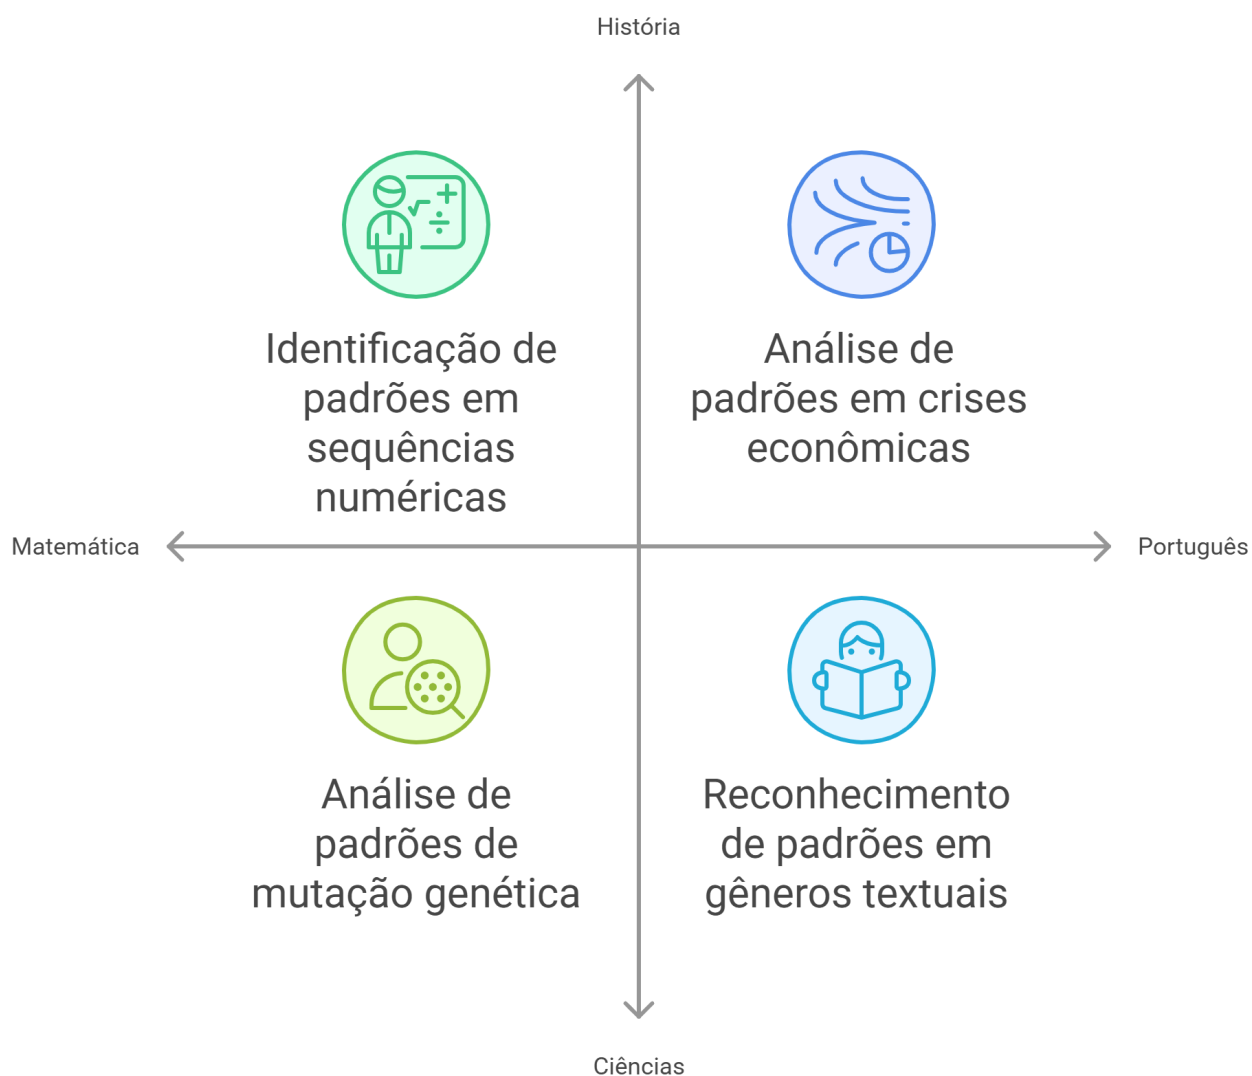 História
Identificação de
padrões em
sequências
numéricas
Análise de
padrões em crises
econômicas
Matemática
Português
Análise de
padrões de
mutação genética
Reconhecimento
de padrões em
gêneros textuais
Ciências